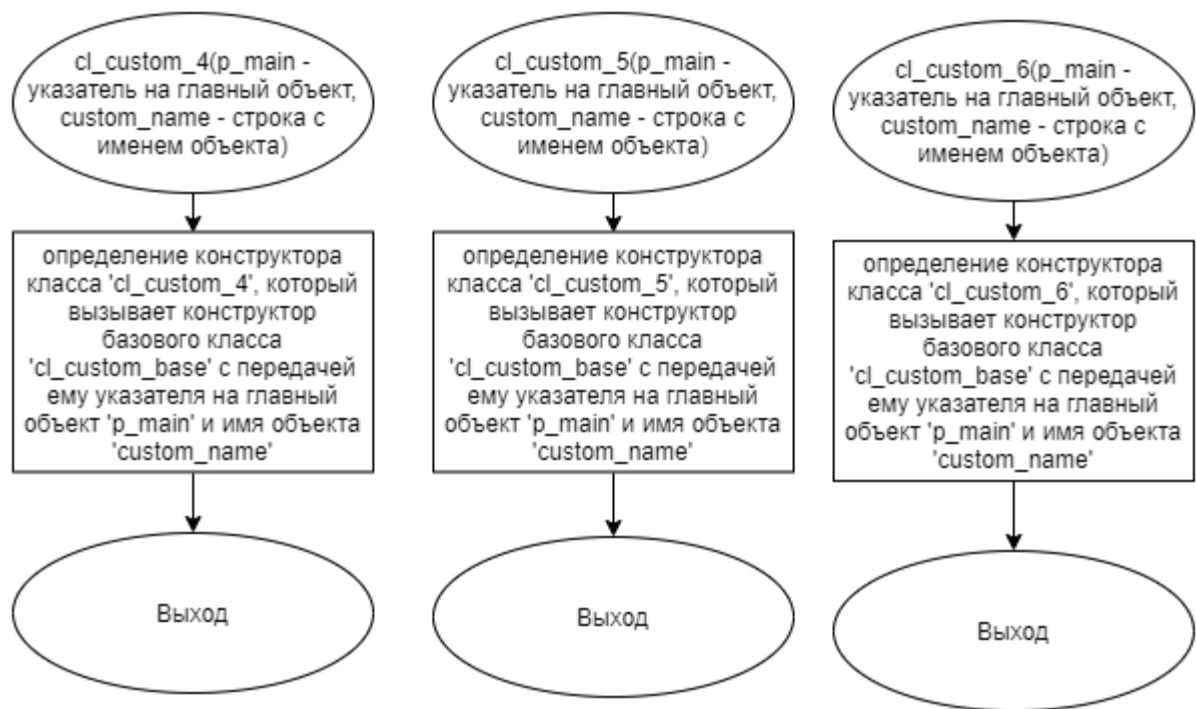 cl_custom_4(p_main -
указатель на главный объект,
custom_name - строка с
именем объекта)
определение конструктора
класса 'cl_custom_4', который
вызывает конструктор
базового класса
'cl_custom_base' с передачей
ему указателя на главный
объект 'p_main' и имя объекта
'custom_name'
Выход
cl_custom_5(p_main -
указатель на главный объект,
custom_name - строка с
именем объекта)
определение конструктора
класса 'cl_custom_5', который
вызывает конструктор
базового класса
'cl_custom_base' с передачей
ему указателя на главный
объект 'p_main' и имя объекта
'custom_name'
Выход
cl_custom_6(p_main -
указатель на главный объект,
custom_name - строка с
именем объекта)
определение конструктора
класса 'cl_custom_6', который
вызывает конструктор
базового класса
'cl_custom_base' с передачей
ему указателя на главный
объект 'p_main' и имя объекта
'custom_name'
Выход